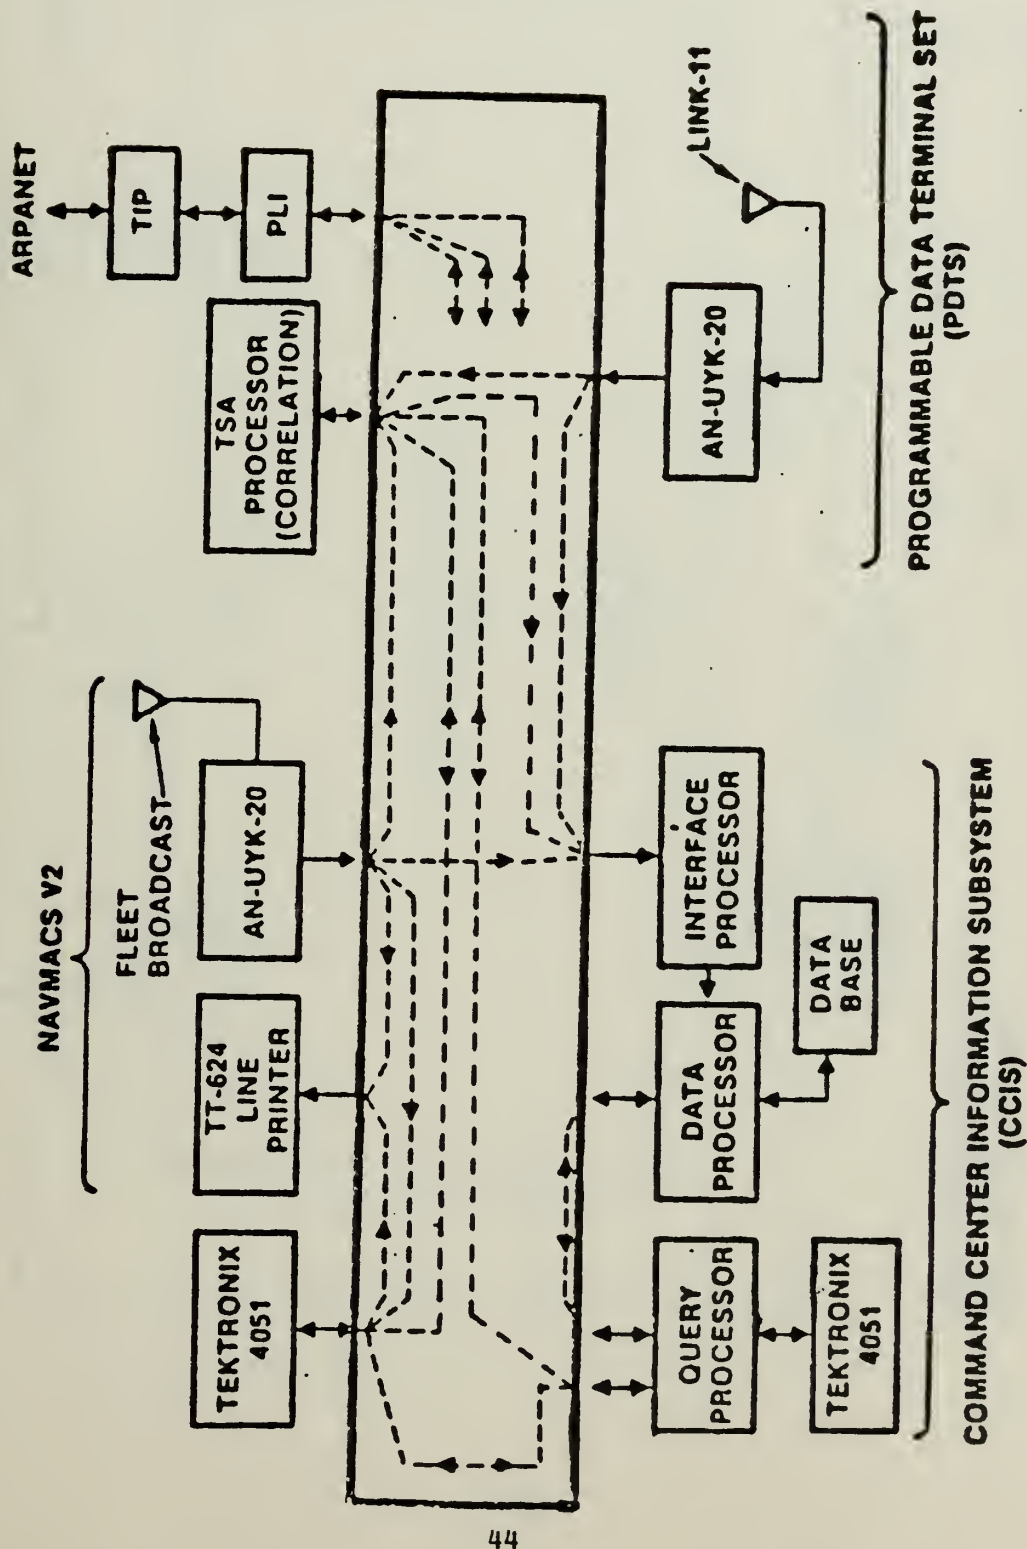 NAVMACS V2
FLEET
BROADCAST
ARPANET
TIP
PLI
TEKTRONIX
4051
TT-624
LINE
PRINTER
AN-UYK-20
TSA
PROCESSOR
(CORRELATION)
QUERY
PROCESSOR
DATA
PROCESSOR
INTERFACE
PROCESSOR
AN-UYK-20
LINK-11
TEKTRONIX
4051
DATA
BASE
COMMAND CENTER INFORMATION SUBSYSTEM
(CCIS)
PROGRAMMABLE DATA TERMINAL SET
(PDTS)
44